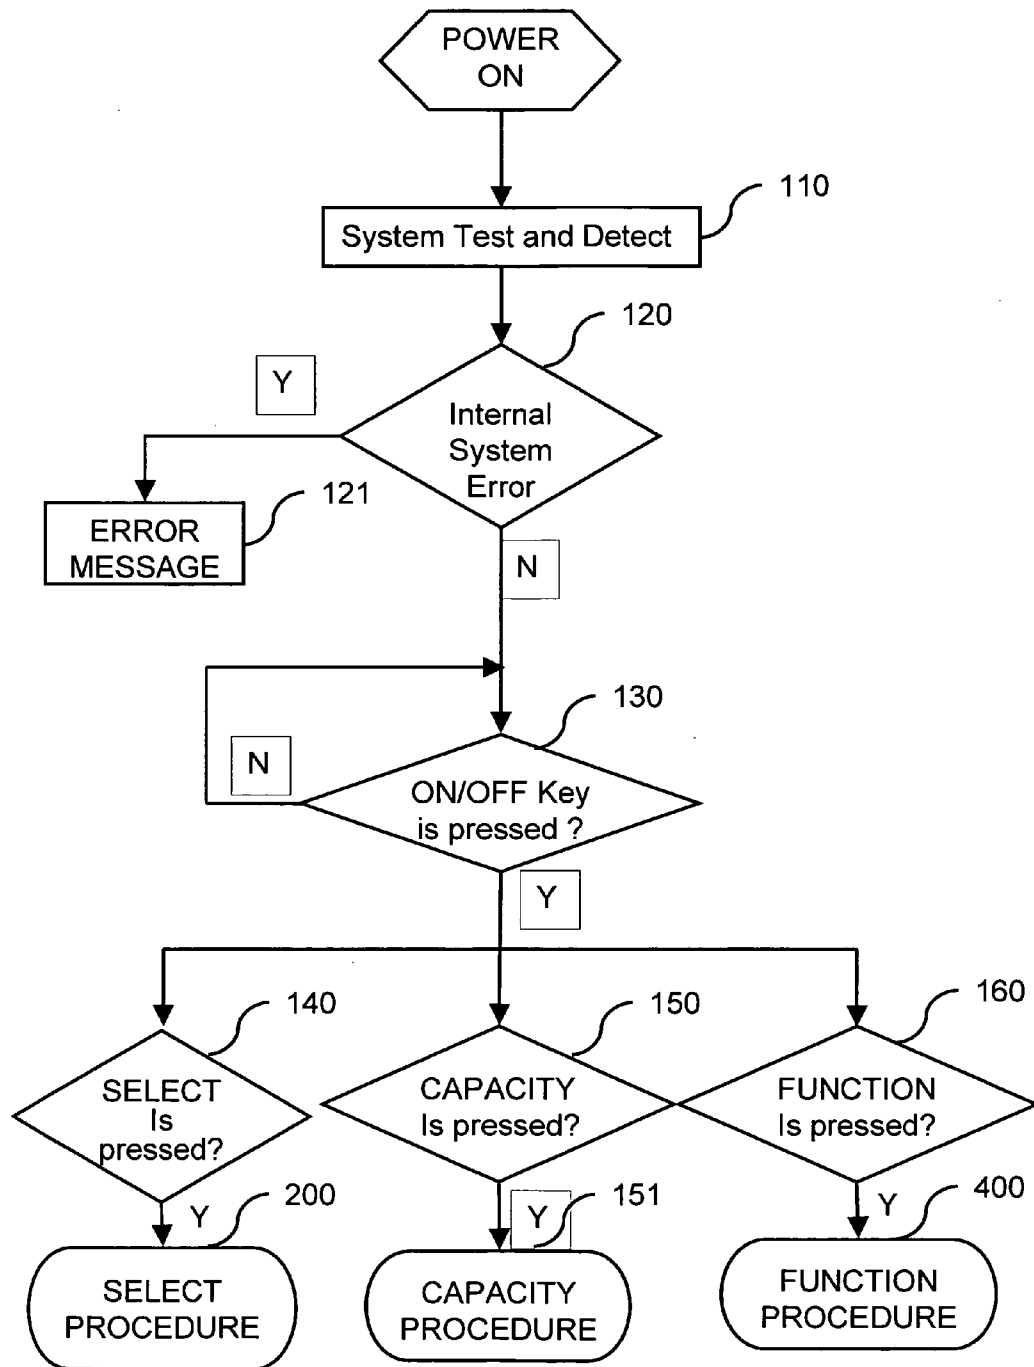 POWER
ON
110
System Test and Detect
120
Y
Internal
System
Error
121
ERROR
MESSAGE
N
130
N
ON/OFF Key
is pressed ?
Y
140
150
160
SELECT
Is
pressed?
CAPACITY
Is pressed?
FUNCTION
Is pressed?
Y
200
Y
151
Y
400
SELECT
PROCEDURE
CAPACITY
PROCEDURE
FUNCTION
PROCEDURE